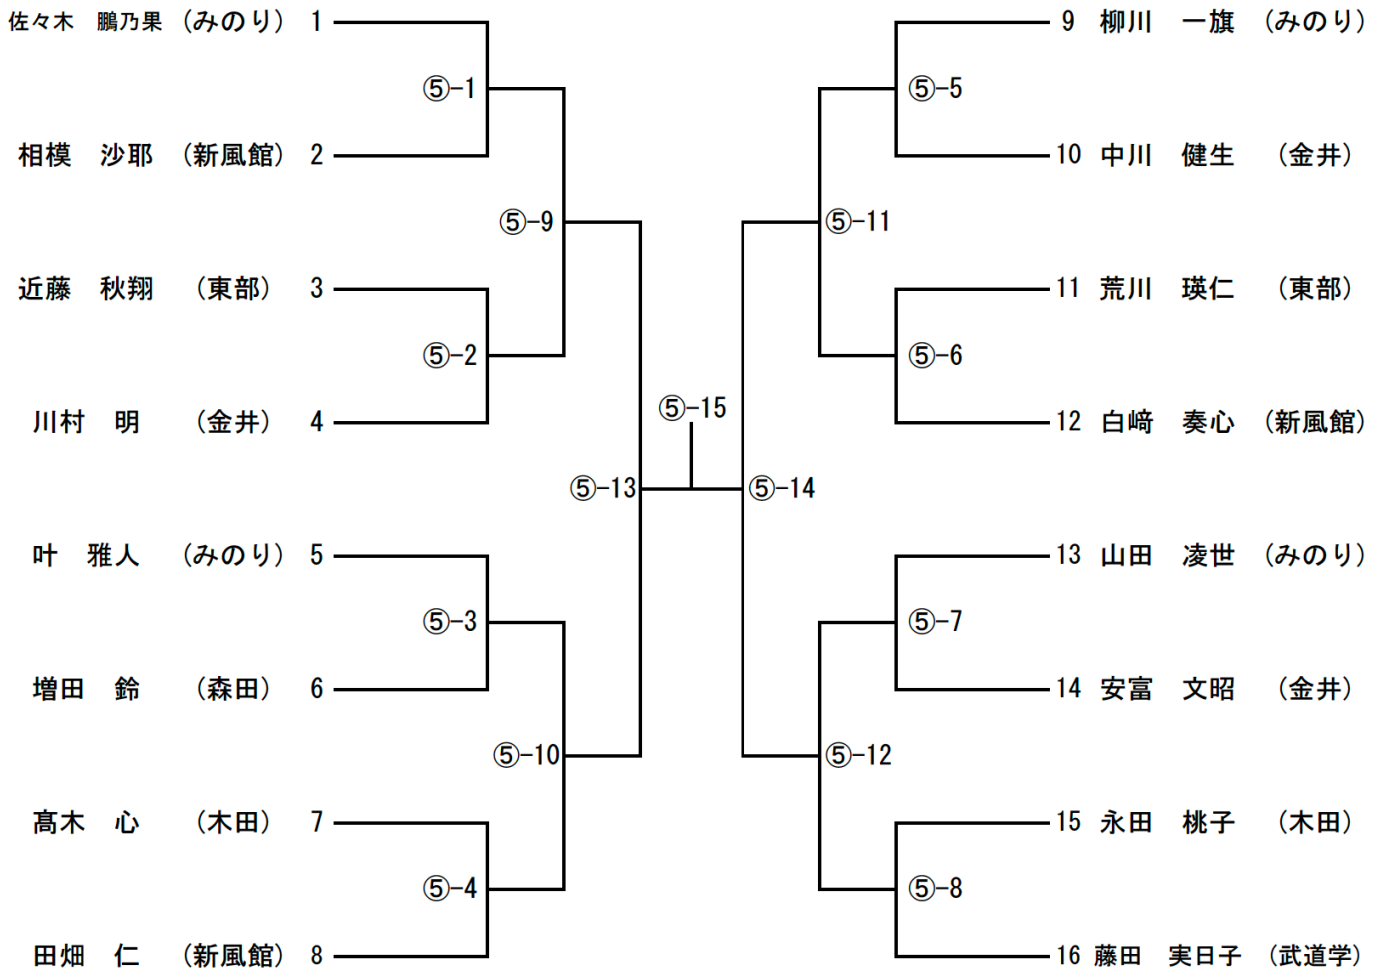 佐々木　鵬乃果　(みのり)　1
⑤-1
相模　沙耶　(新風館)　2
⑤-9
近藤　秋翔　(東部)　3
⑤-2
川村　明　(金井)　4
⑤-13
叶　雅人　(みのり)　5
⑤-3
増田　鈴　(森田)　6
⑤-10
髙木　心　(木田)　7
⑤-4
田畑　仁　(新風館)　8
⑤-15
9　柳川　一旗　(みのり)
⑤-5
10　中川　健生　(金井)
⑤-11
11　荒川　瑛仁　(東部)
⑤-6
12　白﨑　奏心　(新風館)
⑤-14
13　山田　凌世　(みのり)
⑤-7
14　安富　文昭　(金井)
⑤-12
15　永田　桃子　(木田)
⑤-8
16　藤田　実日子　(武道学)